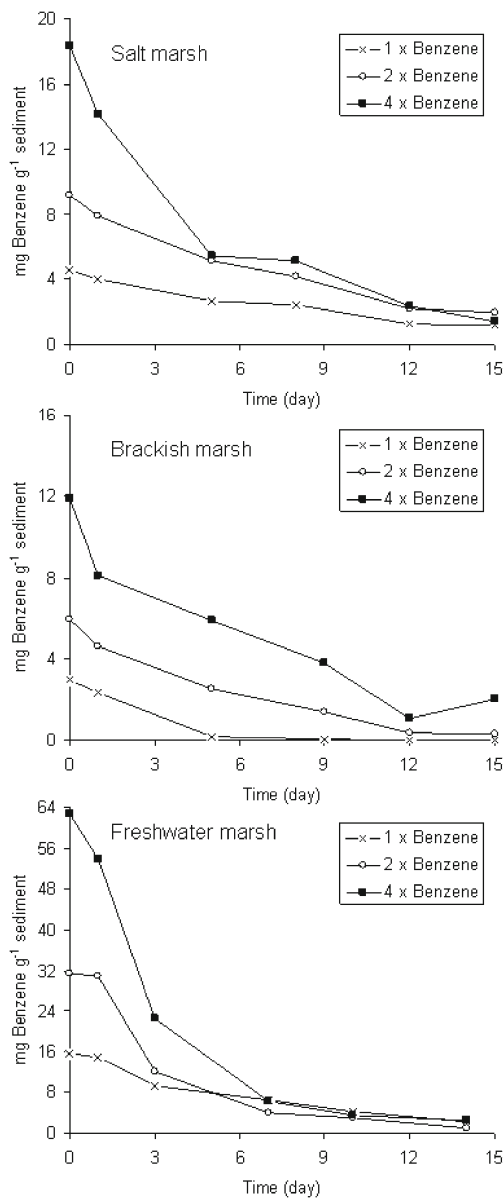 20
16
12
8
4
0
mg Benzene g-1 sediment
Salt marsh
1 x Benzene
2 x Benzene
4 x Benzene
0 3 6 9 12 15
Time (day)
16
12
8
4
0
mg Benzene g-1 sediment
Brackish marsh
1 x Benzene
2 x Benzene
4 x Benzene
0 3 6 9 12 15
Time (day)
64
56
48
40
32
24
16
8
0
mg Benzene g-1 sediment
Freshwater marsh
1 x Benzene
2 x Benzene
4 x Benzene
0 3 6 9 12 15
Time (day)